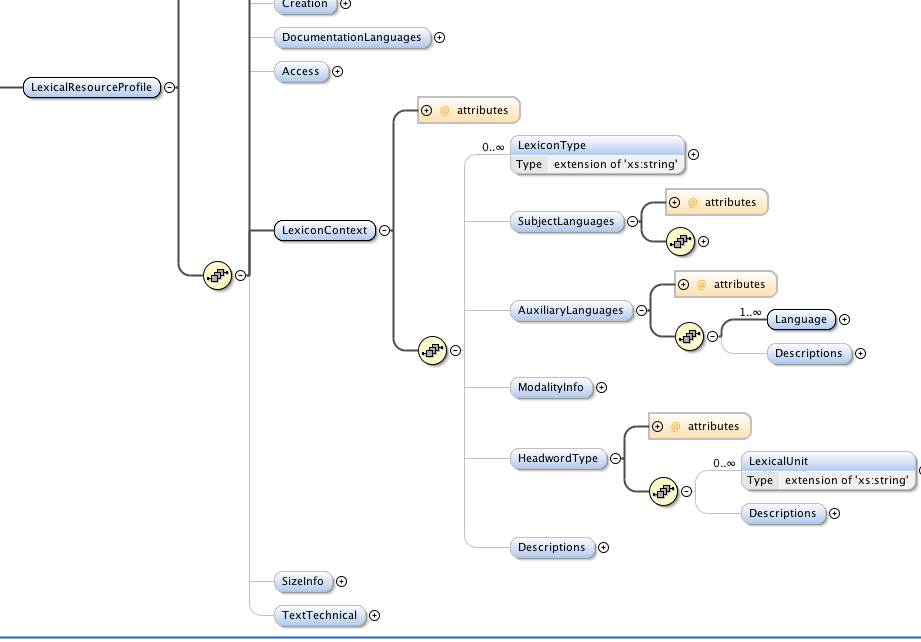 Creation
DocumentationLanguages
Access
LexicalResourceProfile
@ attributes
0..∞
LexiconType
Type extension of 'xs:string'
@ attributes
SubjectLanguages
LexiconContext
@ attributes
AuxiliaryLanguages
1..∞
Language
Descriptions
ModalityInfo
@ attributes
HeadwordType
0..∞
LexicalUnit
Type extension of 'xs:string'
Descriptions
Descriptions
SizeInfo
TextTechnical